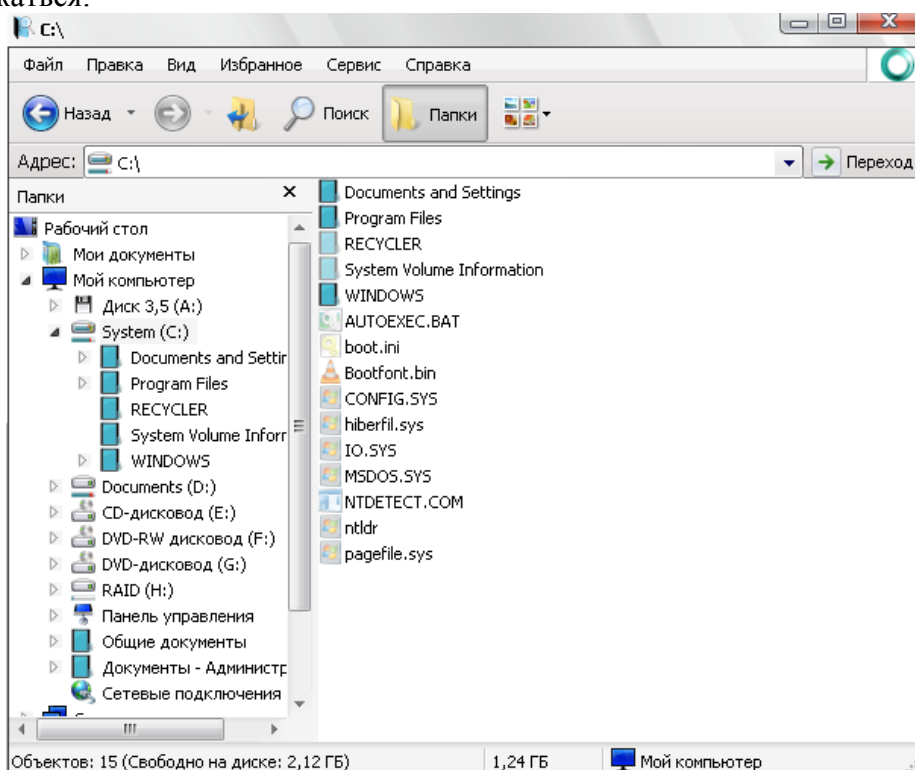 C:\
Файл Правка Вид Избранное Сервис Справка
Назад Поиск Папки
Адрес: C:\ Переход
Папки
Рабочий стол
Мои документы
Мой компьютер
Диск 3,5 (A:)
System (C:)
Documents and Settin
Program Files
RECYCLER
System Volume Inforr
WINDOWS
Documents (D:)
CD-дисковод (E:)
DVD-RW дисковод (F:)
DVD-дисковод (G:)
RAID (H:)
Панель управления
Общие документы
Документы - Администр
Сетевые подключения
Documents and Settings
Program Files
RECYCLER
System Volume Information
WINDOWS
AUTOEXEC.BAT
boot.ini
Bootfont.bin
CONFIG.SYS
hiberfil.sys
IO.SYS
MSDOS.SYS
NTDETECT.COM
ntldr
pagefile.sys
Объектов: 15 (Свободно на диске: 2,12 ГБ) 1,24 ГБ Мой компьютер